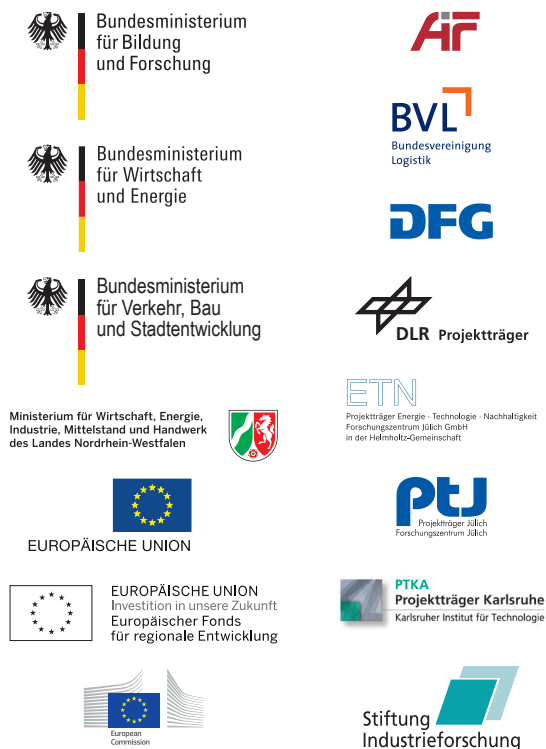 Bundesministerium
für Bildung
und Forschung
Bundesministerium
für Wirtschaft
und Energie
Bundesministerium
für Verkehr, Bau
und Stadtentwicklung
Ministerium für Wirtschaft, Energie,
Industrie, Mittelstand und Handwerk
des Landes Nordrhein-Westfalen
EUROPÄISCHE UNION
EUROPÄISCHE UNION
Investition in unsere Zukunft
Europäischer Fonds
für regionale Entwicklung
European
Commission
AiF
BVL
Bundesvereinigung
Logistik
DFG
DLR Projektträger
ETN
Projektträger Energie · Technologie · Nachhaltigkeit
Forschungszentrum Jülich GmbH
in der Helmholtz-Gemeinschaft
PtJ
Projektträger Jülich
Forschungszentrum Jülich
PTKA
Projektträger Karlsruhe
Karlsruher Institut für Technologie
Stiftung
Industrieforschung